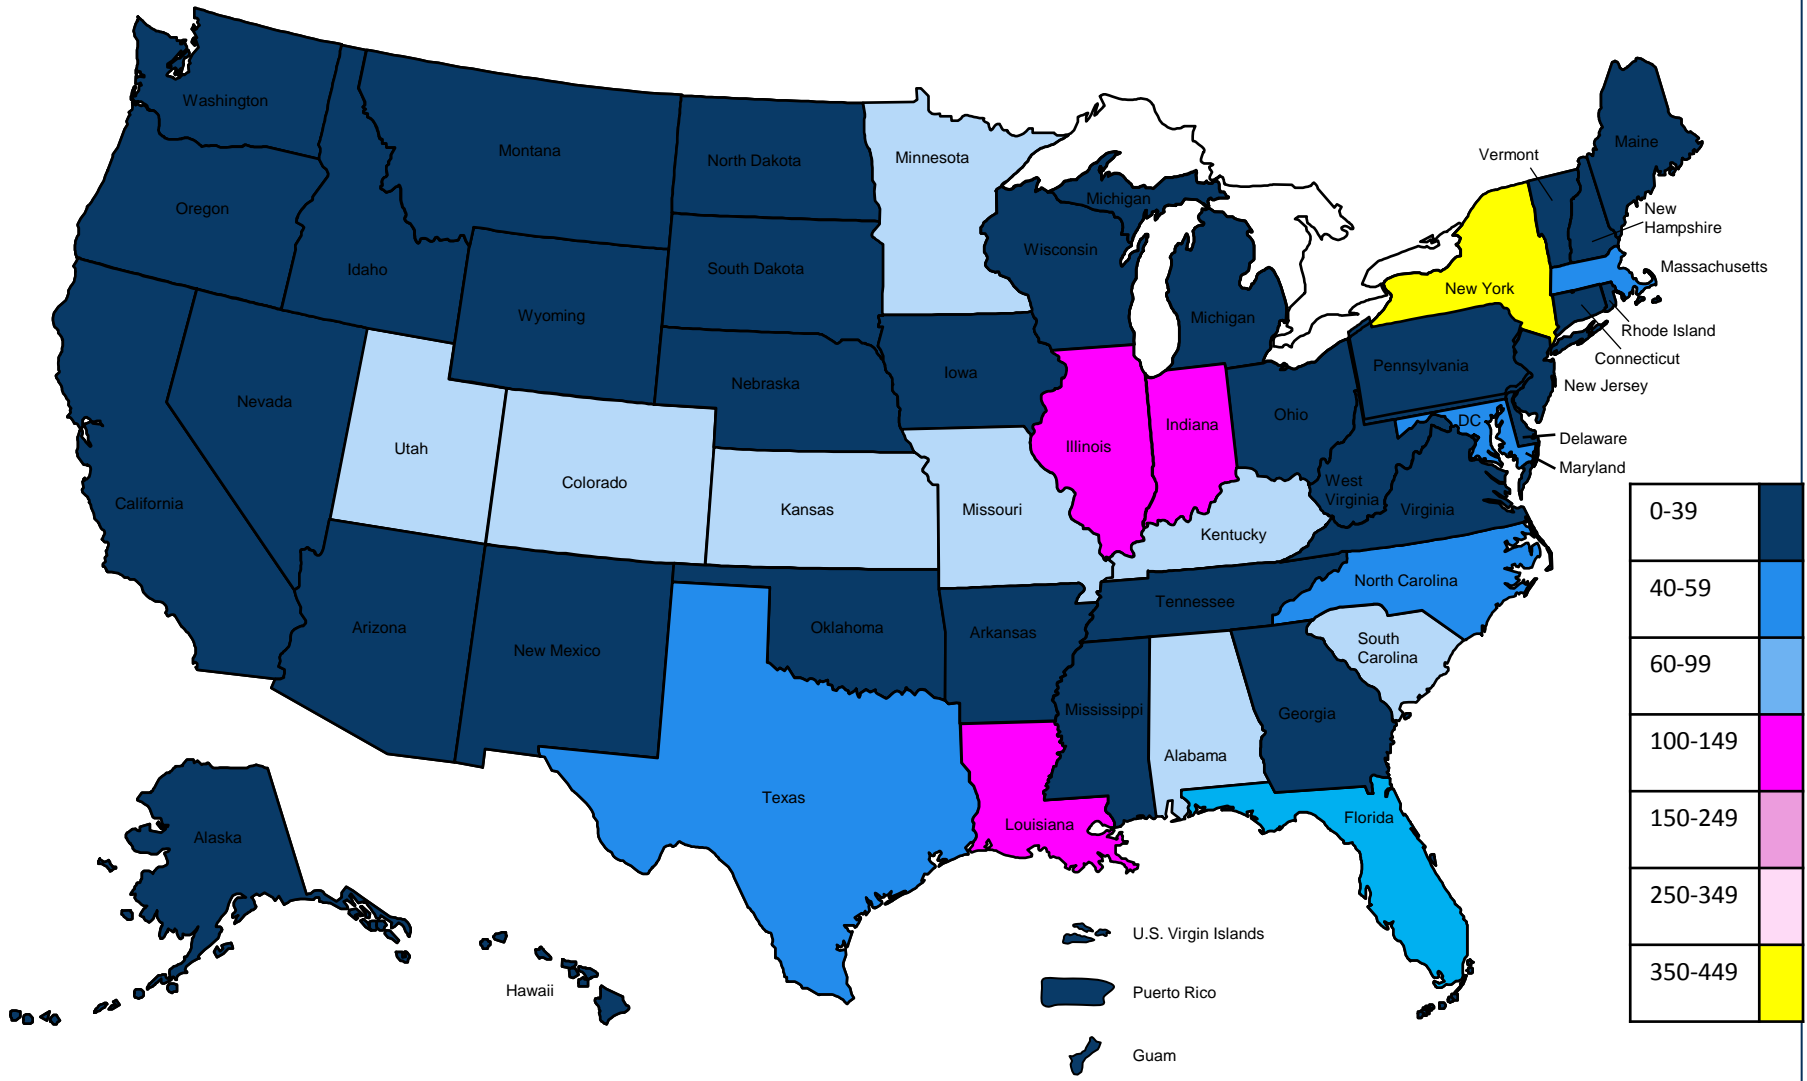 Washington
Montana
North Dakota
Minnesota
Michigan
Vermont
Maine
Oregon
Idaho
Wyoming
South Dakota
Wisconsin
Michigan
New York
New
Hampshire
Massachusetts
Rhode Island
Connecticut
New Jersey
Pennsylvania
Nevada
Utah
Colorado
Nebraska
Iowa
Illinois
Indiana
Ohio
DC
Delaware
Maryland
California
Kansas
Missouri
Kentucky
West
Virginia
Virginia
Arizona
New Mexico
Oklahoma
Arkansas
Tennessee
North Carolina
South
Carolina
Texas
Louisiana
Mississippi
Alabama
Georgia
Florida
Alaska
Hawaii
U.S. Virgin Islands
Puerto Rico
Guam
0-39
40-59
60-99
100-149
150-249
250-349
350-449